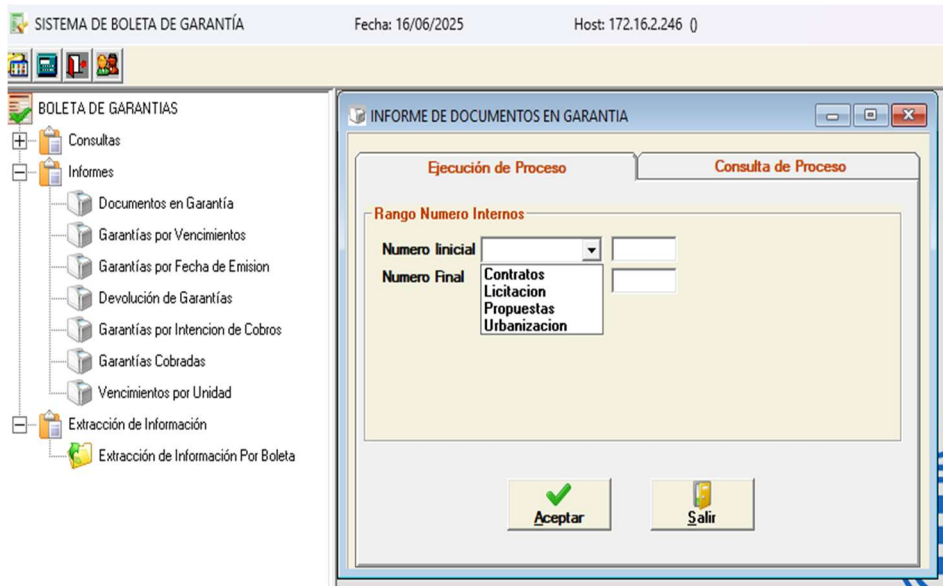 SISTEMA DE BOLETA DE GARANTÍA Fecha: 16/06/2025 Host: 172.16.2.246 ()
BOLETA DE GARANTIAS
Consultas
Informes
Documentos en Garantía
Garantías por Vencimientos
Garantías por Fecha de Emision
Devolución de Garantías
Garantías por Intencion de Cobros
Garantías Cobradas
Vencimientos por Unidad
Extracción de Información
Extracción de Información Por Boleta
INFORME DE DOCUMENTOS EN GARANTIA
Ejecución de Proceso Consulta de Proceso
Rango Numero Internos
Numero Iinicial
Numero Final
Contratos
Licitacion
Propuestas
Urbanizacion
Aceptar Salir